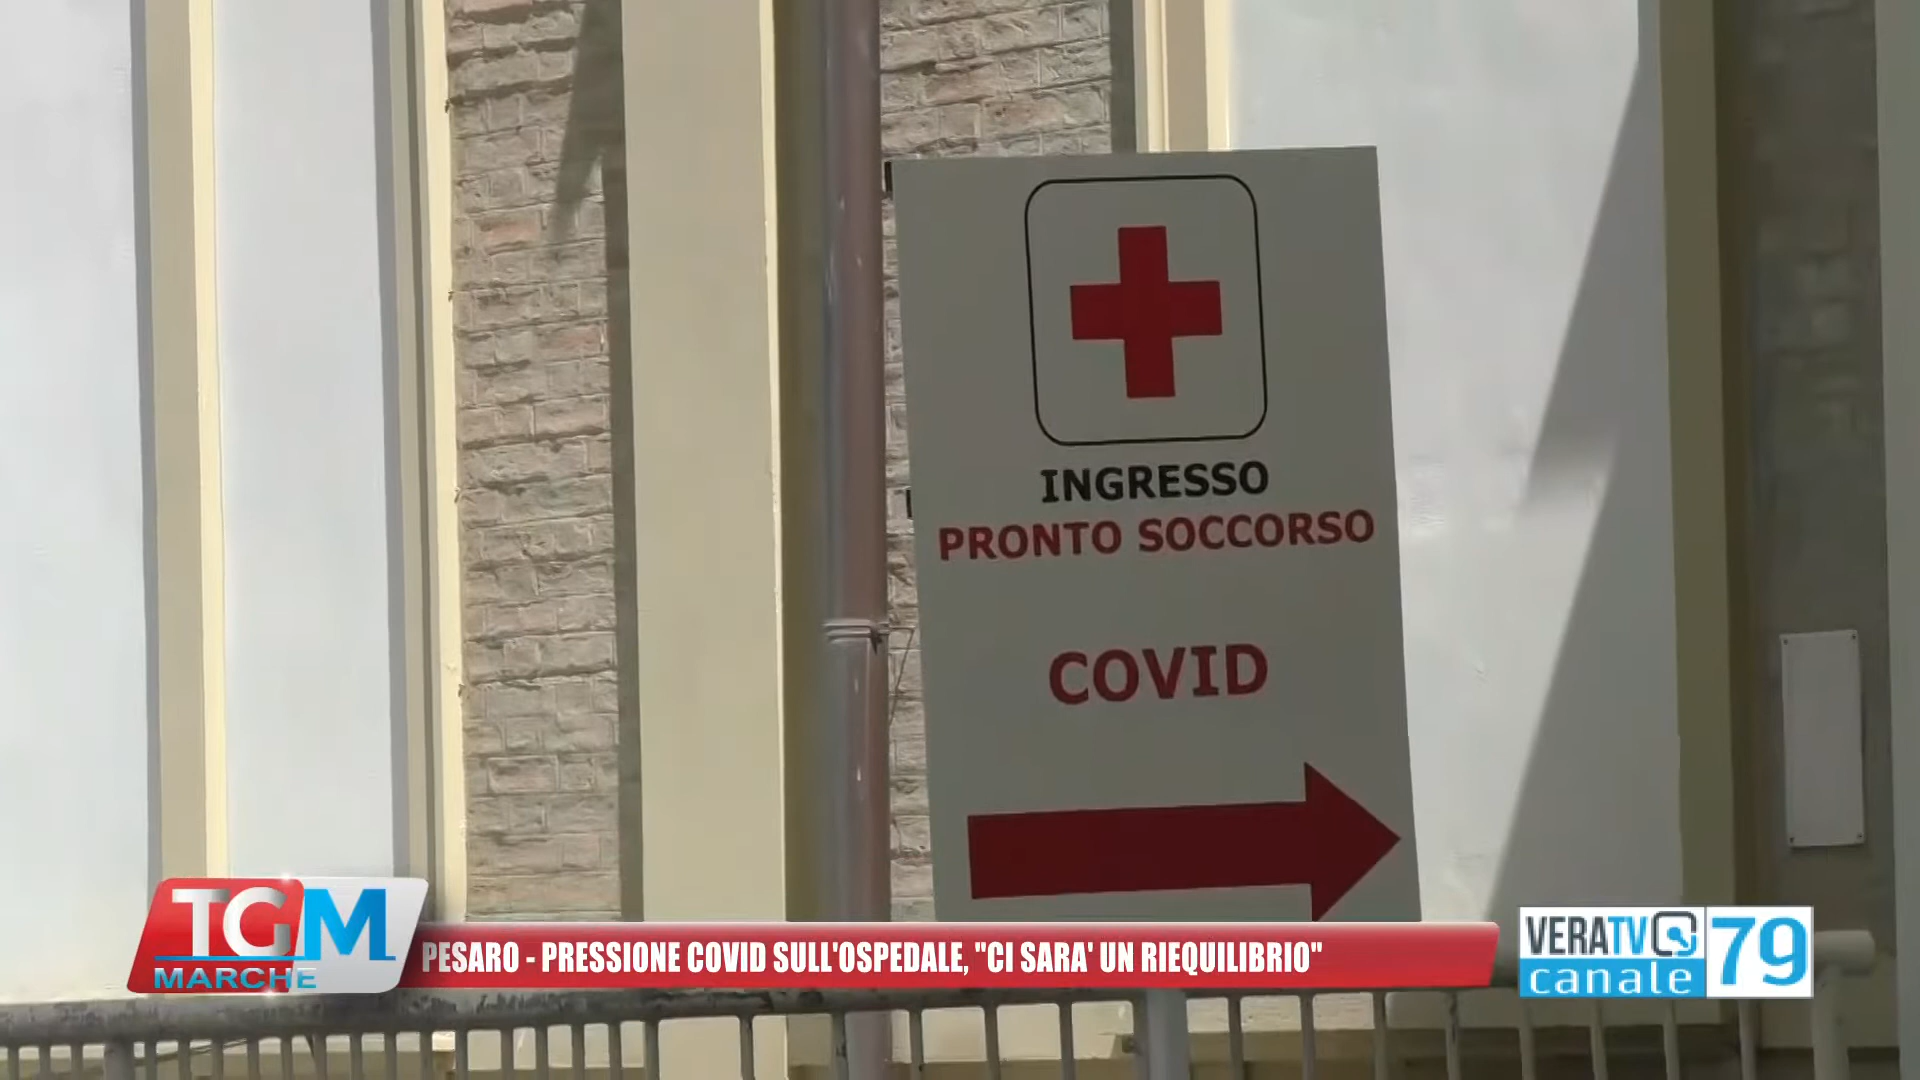 INGRESSO
PRONTO SOCCORSO
COVID
TGM
MARCHE
PESARO - PRESSIONE COVID SULL'OSPEDALE, "CI SARA' UN RIEQUILIBRIO"
VERATV
canale
79